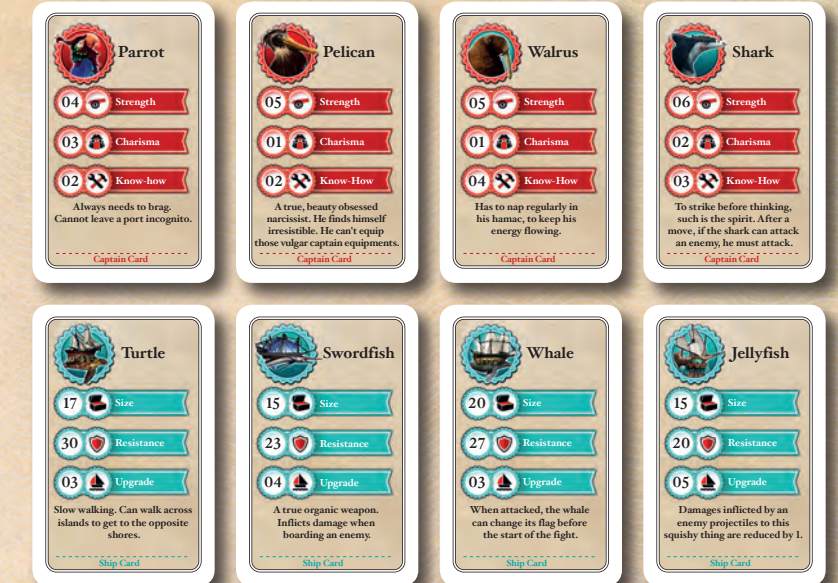 Parrot
04 Strength
03 Charisma
02 Know-how
Always needs to brag.
Cannot leave a port incognito.
Captain Card
Pelican
05 Strength
01 Charisma
02 Know-How
A true, beauty obsessed
narcissist. He finds himself
irresistible. He can't equip
those vulgar captain equipments.
Captain Card
Walrus
05 Strength
01 Charisma
04 Know-How
Has to nap regularly in
his hamac, to keep his
energy flowing.
Captain Card
Shark
06 Strength
02 Charisma
03 Know-How
To strike before thinking,
such is the spirit. After a
move, if the shark can attack
an enemy, he must attack.
Captain Card
Turtle
17 Size
30 Resistance
03 Upgrade
Slow walking. Can walk across
islands to get to the opposite
shores.
Ship Card
Swordfish
15 Size
23 Resistance
04 Upgrade
A true organic weapon.
Inflicts damage when
boarding an enemy.
Ship Card
Whale
20 Size
27 Resistance
03 Upgrade
When attacked, the whale
can change its flag before
the start of the fight.
Ship Card
Jellyfish
15 Size
20 Resistance
05 Upgrade
Damages inflicted by an
enemy projectiles to this
squishy thing are reduced by 1.
Ship Card